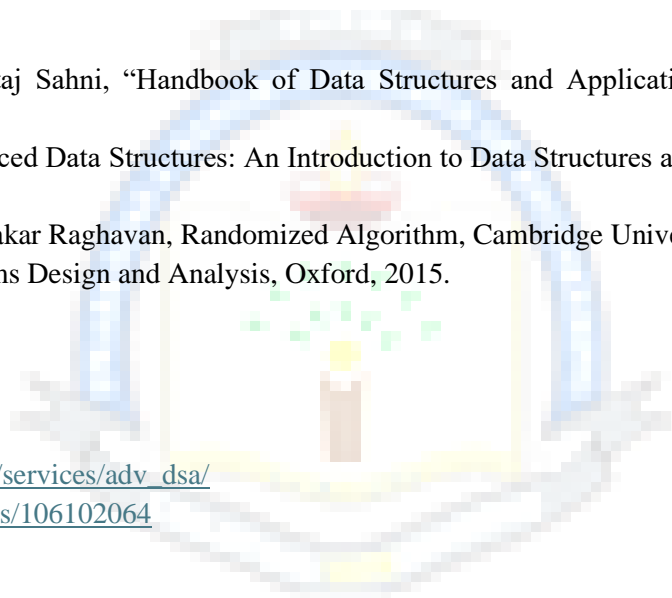 taj Sahni, “Handbook of Data Structures and Applicati
ced Data Structures: An Introduction to Data Structures a
akar Raghavan, Randomized Algorithm, Cambridge Unive
ns Design and Analysis, Oxford, 2015.
/services/adv_dsa/
s/106102064